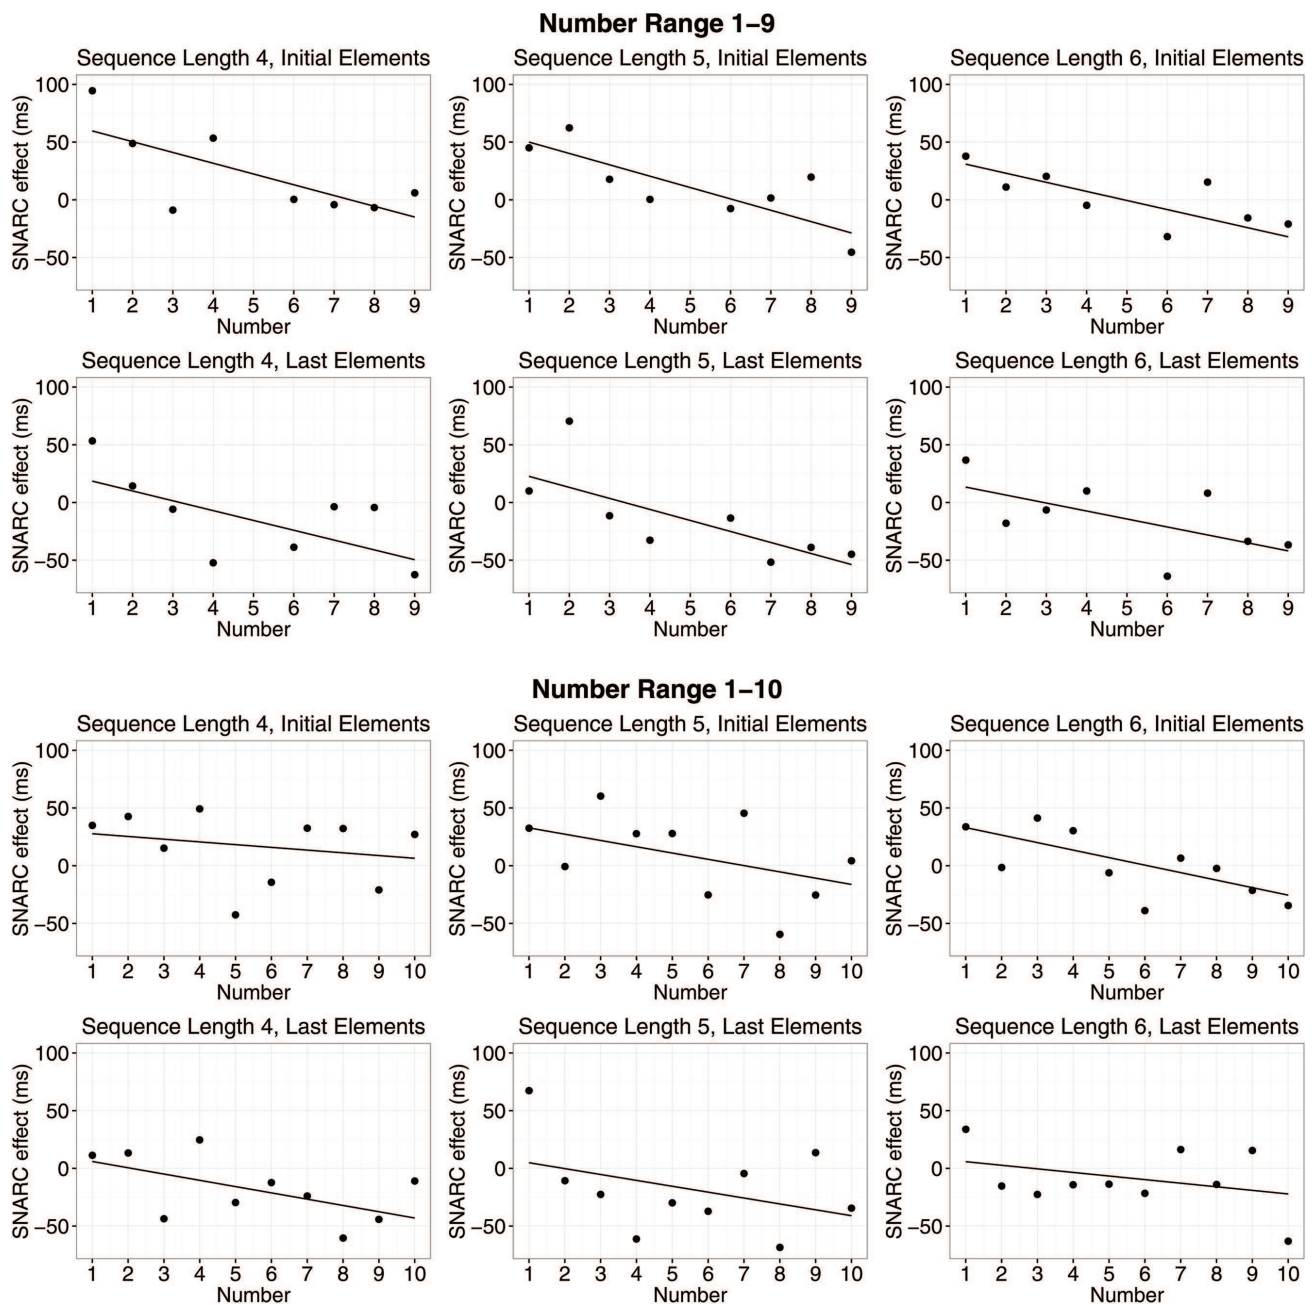 Number Range 1–9
Sequence Length 4, Initial Elements
SNARC effect (ms)
100
50
0
−50
1 2 3 4 5 6 7 8 9
Number
Sequence Length 5, Initial Elements
SNARC effect (ms)
100
50
0
−50
1 2 3 4 5 6 7 8 9
Number
Sequence Length 6, Initial Elements
SNARC effect (ms)
100
50
0
−50
1 2 3 4 5 6 7 8 9
Number
Sequence Length 4, Last Elements
SNARC effect (ms)
100
50
0
−50
1 2 3 4 5 6 7 8 9
Number
Sequence Length 5, Last Elements
SNARC effect (ms)
100
50
0
−50
1 2 3 4 5 6 7 8 9
Number
Sequence Length 6, Last Elements
SNARC effect (ms)
100
50
0
−50
1 2 3 4 5 6 7 8 9
Number
Number Range 1–10
Sequence Length 4, Initial Elements
SNARC effect (ms)
100
50
0
−50
1 2 3 4 5 6 7 8 9 10
Number
Sequence Length 5, Initial Elements
SNARC effect (ms)
100
50
0
−50
1 2 3 4 5 6 7 8 9 10
Number
Sequence Length 6, Initial Elements
SNARC effect (ms)
100
50
0
−50
1 2 3 4 5 6 7 8 9 10
Number
Sequence Length 4, Last Elements
SNARC effect (ms)
100
50
0
−50
1 2 3 4 5 6 7 8 9 10
Number
Sequence Length 5, Last Elements
SNARC effect (ms)
100
50
0
−50
1 2 3 4 5 6 7 8 9 10
Number
Sequence Length 6, Last Elements
SNARC effect (ms)
100
50
0
−50
1 2 3 4 5 6 7 8 9 10
Number